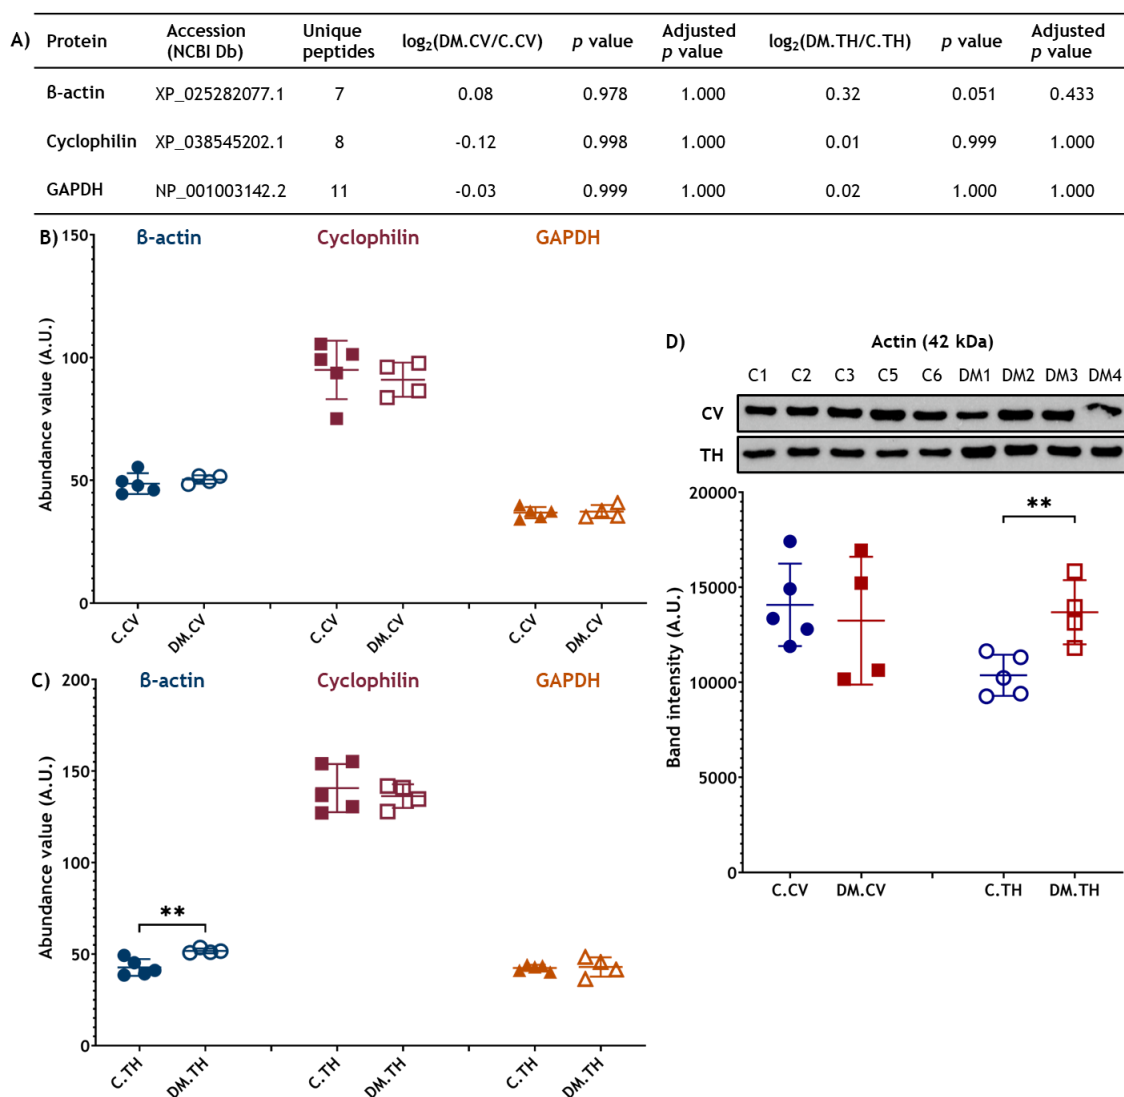 A) Protein Accession (NCBI Db) Unique peptides log₂(DM.CV/C.CV) p value Adjusted p value log₂(DM.TH/C.TH) p value Adjusted p value
ß-actin XP_025282077.1 7 0.08 0.978 1.000 0.32 0.051 0.433
Cyclophilin XP_038545202.1 8 -0.12 0.998 1.000 0.01 0.999 1.000
GAPDH NP_001003142.2 11 -0.03 0.999 1.000 0.02 1.000 1.000
B)
ß-actin Cyclophilin GAPDH
Abundance value (A.U.)
150
100
50
0
C.CV DM.CV C.CV DM.CV C.CV DM.CV
C)
ß-actin Cyclophilin GAPDH
Abundance value (A.U.)
200
150
100
50
0
**
C.TH DM.TH C.TH DM.TH C.TH DM.TH
D)
Actin (42 kDa)
C1 C2 C3 C5 C6 DM1 DM2 DM3 DM4
CV
TH
Band intensity (A.U.)
20000
15000
10000
5000
0
**
C.CV DM.CV C.TH DM.TH